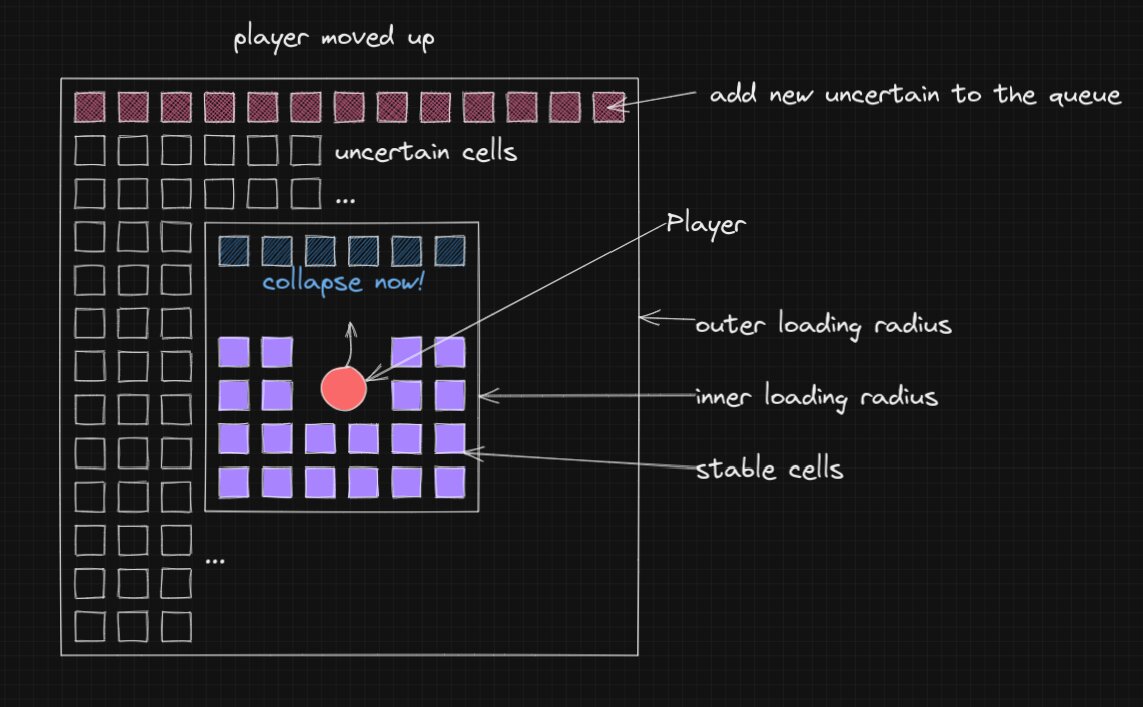 player moved up
add new uncertain to the queue
uncertain cells
...
Player
collapse now!
outer loading radius
inner loading radius
stable cells
...